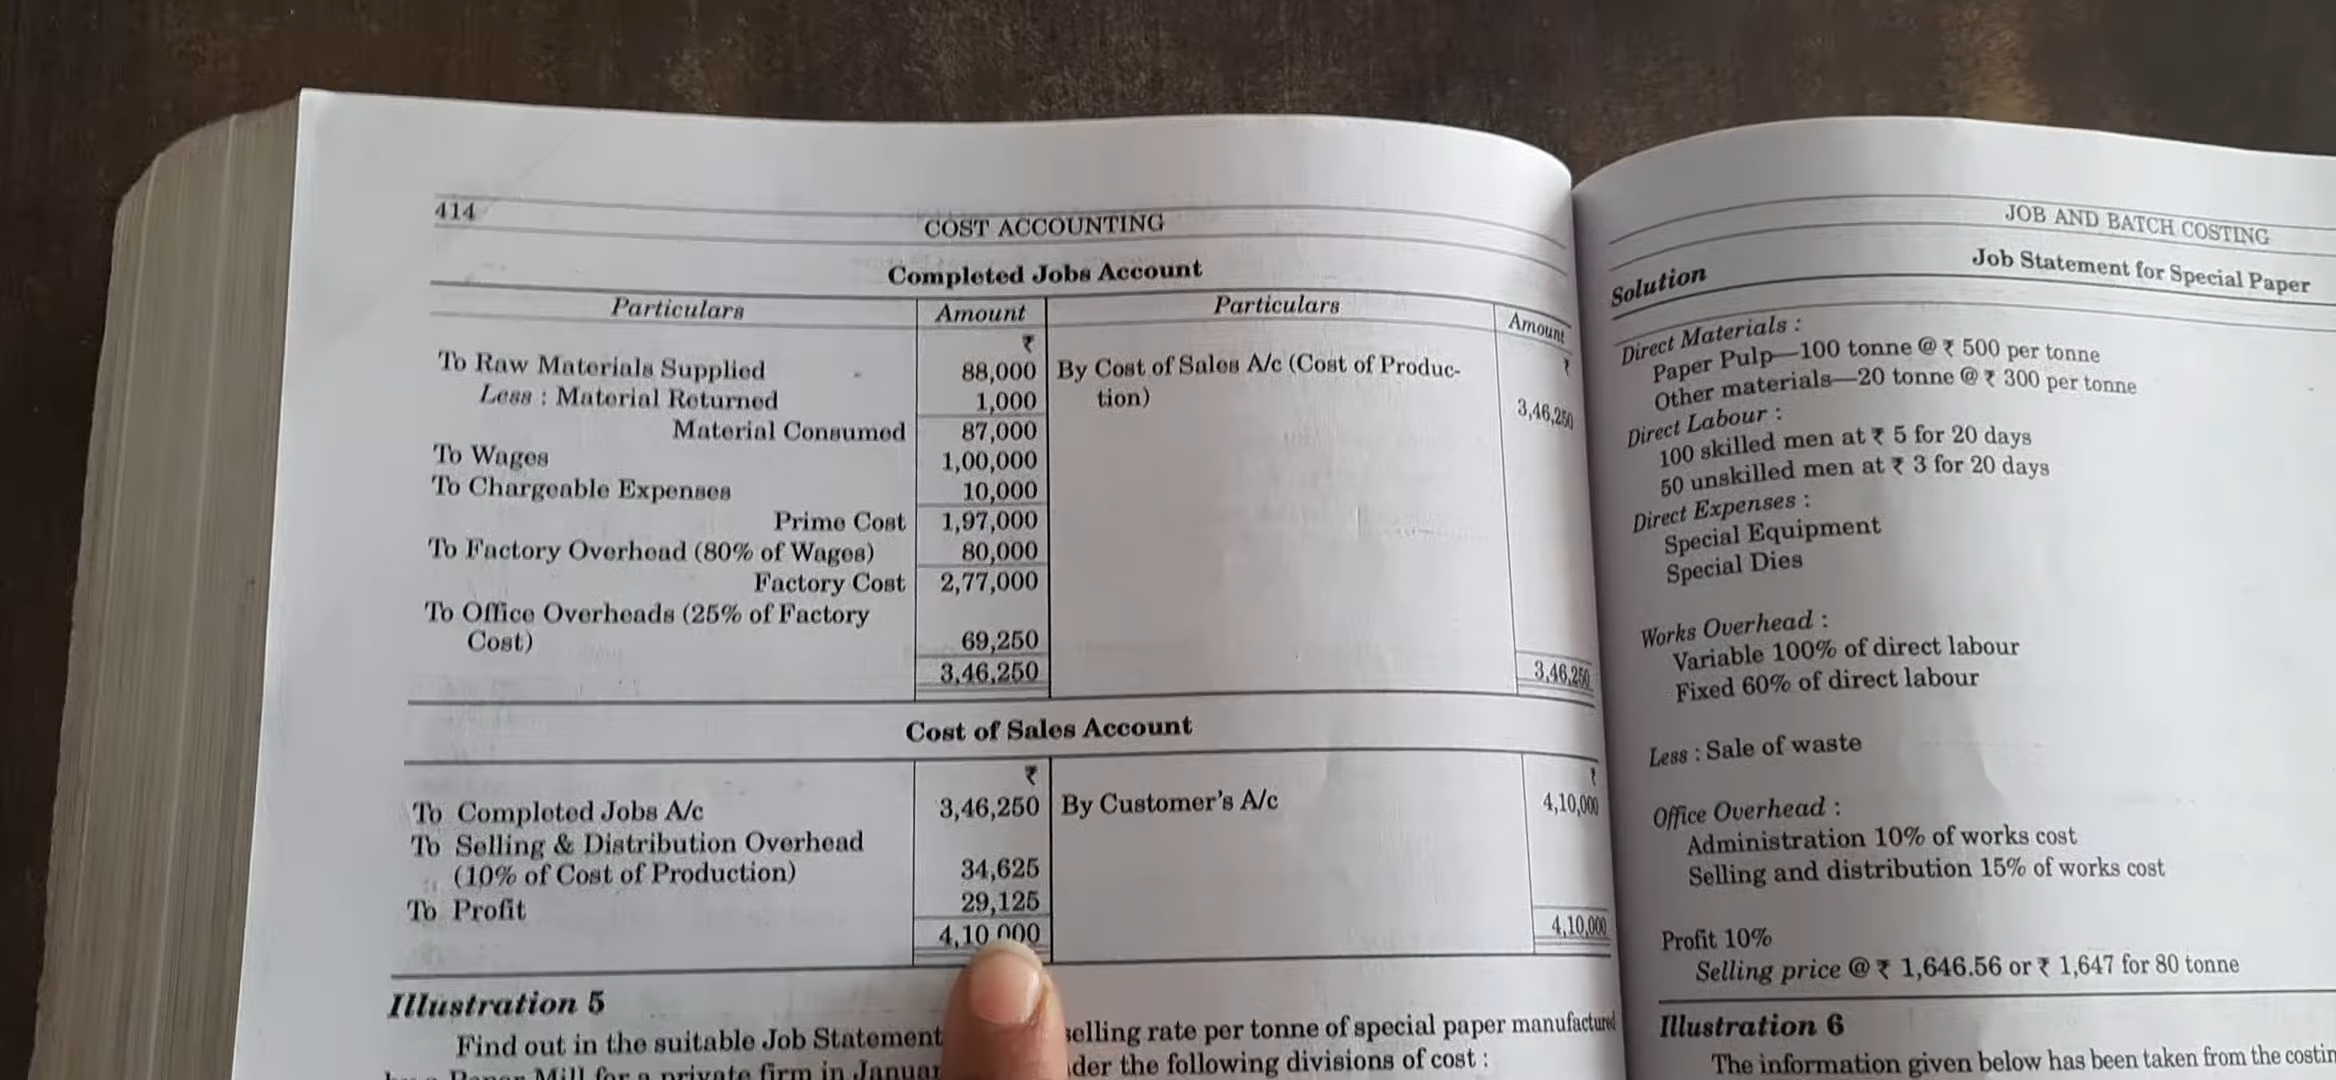 414
COST ACCOUNTING
Completed Jobs Account
Particulars Amount Particulars Amount
₹ ₹
To Raw Materials Supplied 88,000 By Cost of Sales A/c (Cost of Produc-
Less : Material Returned 1,000 tion) 3,46,250
Material Consumed 87,000
To Wages 1,00,000
To Chargeable Expenses 10,000
Prime Cost 1,97,000
To Factory Overhead (80% of Wages) 80,000
Factory Cost 2,77,000
To Office Overheads (25% of Factory
Cost) 69,250
3,46,250 3,46,250
Cost of Sales Account
₹ ₹
To Completed Jobs A/c 3,46,250 By Customer's A/c 4,10,000
To Selling & Distribution Overhead
(10% of Cost of Production) 34,625
To Profit 29,125
4,10,000 4,10,000
Illustration 5
Find out in the suitable Job Statement selling rate per tonne of special paper manufactured
Paper Mill for a private firm in der the following divisions of cost :
JOB AND BATCH COSTING
Solution
Job Statement for Special Paper
Direct Materials :
Paper Pulp—100 tonne @ ₹ 500 per tonne
Other materials—20 tonne @ ₹ 300 per tonne
Direct Labour :
100 skilled men at ₹ 5 for 20 days
50 unskilled men at ₹ 3 for 20 days
Direct Expenses :
Special Equipment
Special Dies
Works Overhead :
Variable 100% of direct labour
Fixed 60% of direct labour
Less : Sale of waste
Office Overhead :
Administration 10% of works cost
Selling and distribution 15% of works cost
Profit 10%
Selling price @ ₹ 1,646.56 or ₹ 1,647 for 80 tonne
Illustration 6
The information given below has been taken from the costin